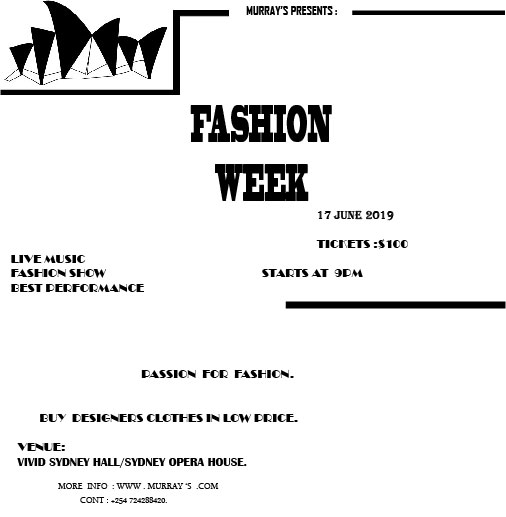 MURRAY'S PRESENTS :
FASHION
WEEK
17 JUNE 2019
TICKETS :$100
LIVE MUSIC
FASHION SHOW
STARTS AT 9PM
BEST PERFORMANCE
PASSION FOR FASHION.
BUY DESIGNERS CLOTHES IN LOW PRICE.
VENUE:
VIVID SYDNEY HALL/SYDNEY OPERA HOUSE.
MORE INFO : WWW . MURRAY 'S .COM
CONT : +254 724288420.